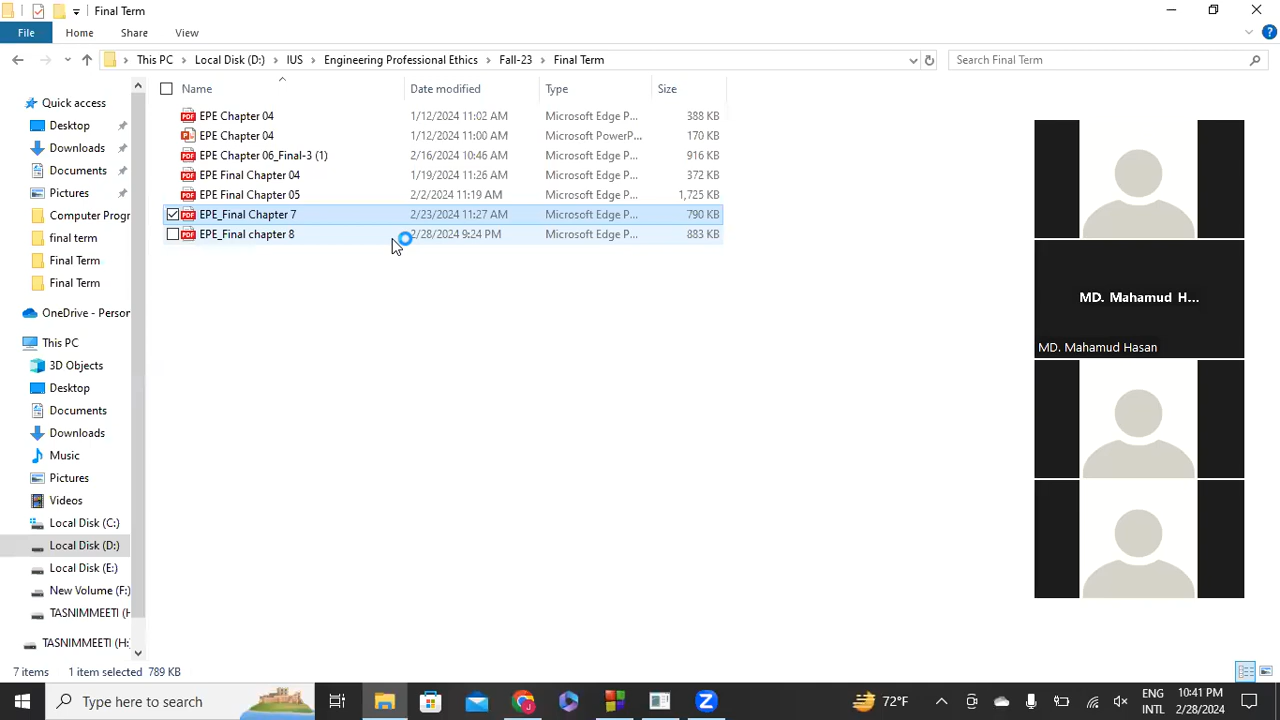 Final Term
File Home Share View
This PC Local Disk (D:) IUS Engineering Professional Ethics Fall-23 Final Term
Search Final Term
Name Date modified Type Size
EPE Chapter 04 1/12/2024 11:02 AM Microsoft Edge P... 388 KB
EPE Chapter 04 1/12/2024 11:00 AM Microsoft PowerP... 170 KB
EPE Chapter 06_Final-3 (1) 2/16/2024 10:46 AM Microsoft Edge P... 916 KB
EPE Final Chapter 04 1/19/2024 11:26 AM Microsoft Edge P... 372 KB
EPE Final Chapter 05 2/2/2024 11:19 AM Microsoft Edge P... 1,725 KB
EPE_Final Chapter 7 2/23/2024 11:27 AM Microsoft Edge P... 790 KB
EPE_Final chapter 8 2/28/2024 9:24 PM Microsoft Edge P... 883 KB
Quick access
Desktop
Downloads
Documents
Pictures
Computer Progr
final term
Final Term
Final Term
OneDrive - Person
This PC
3D Objects
Desktop
Documents
Downloads
Music
Pictures
Videos
Local Disk (C:)
Local Disk (D:)
Local Disk (E:)
New Volume (F:)
TASNIMMEETI (H
TASNIMMEETI (H:
MD. Mahamud H...
MD. Mahamud Hasan
7 items 1 item selected 789 KB
Type here to search
72°F
ENG
INTL
10:41 PM
2/28/2024